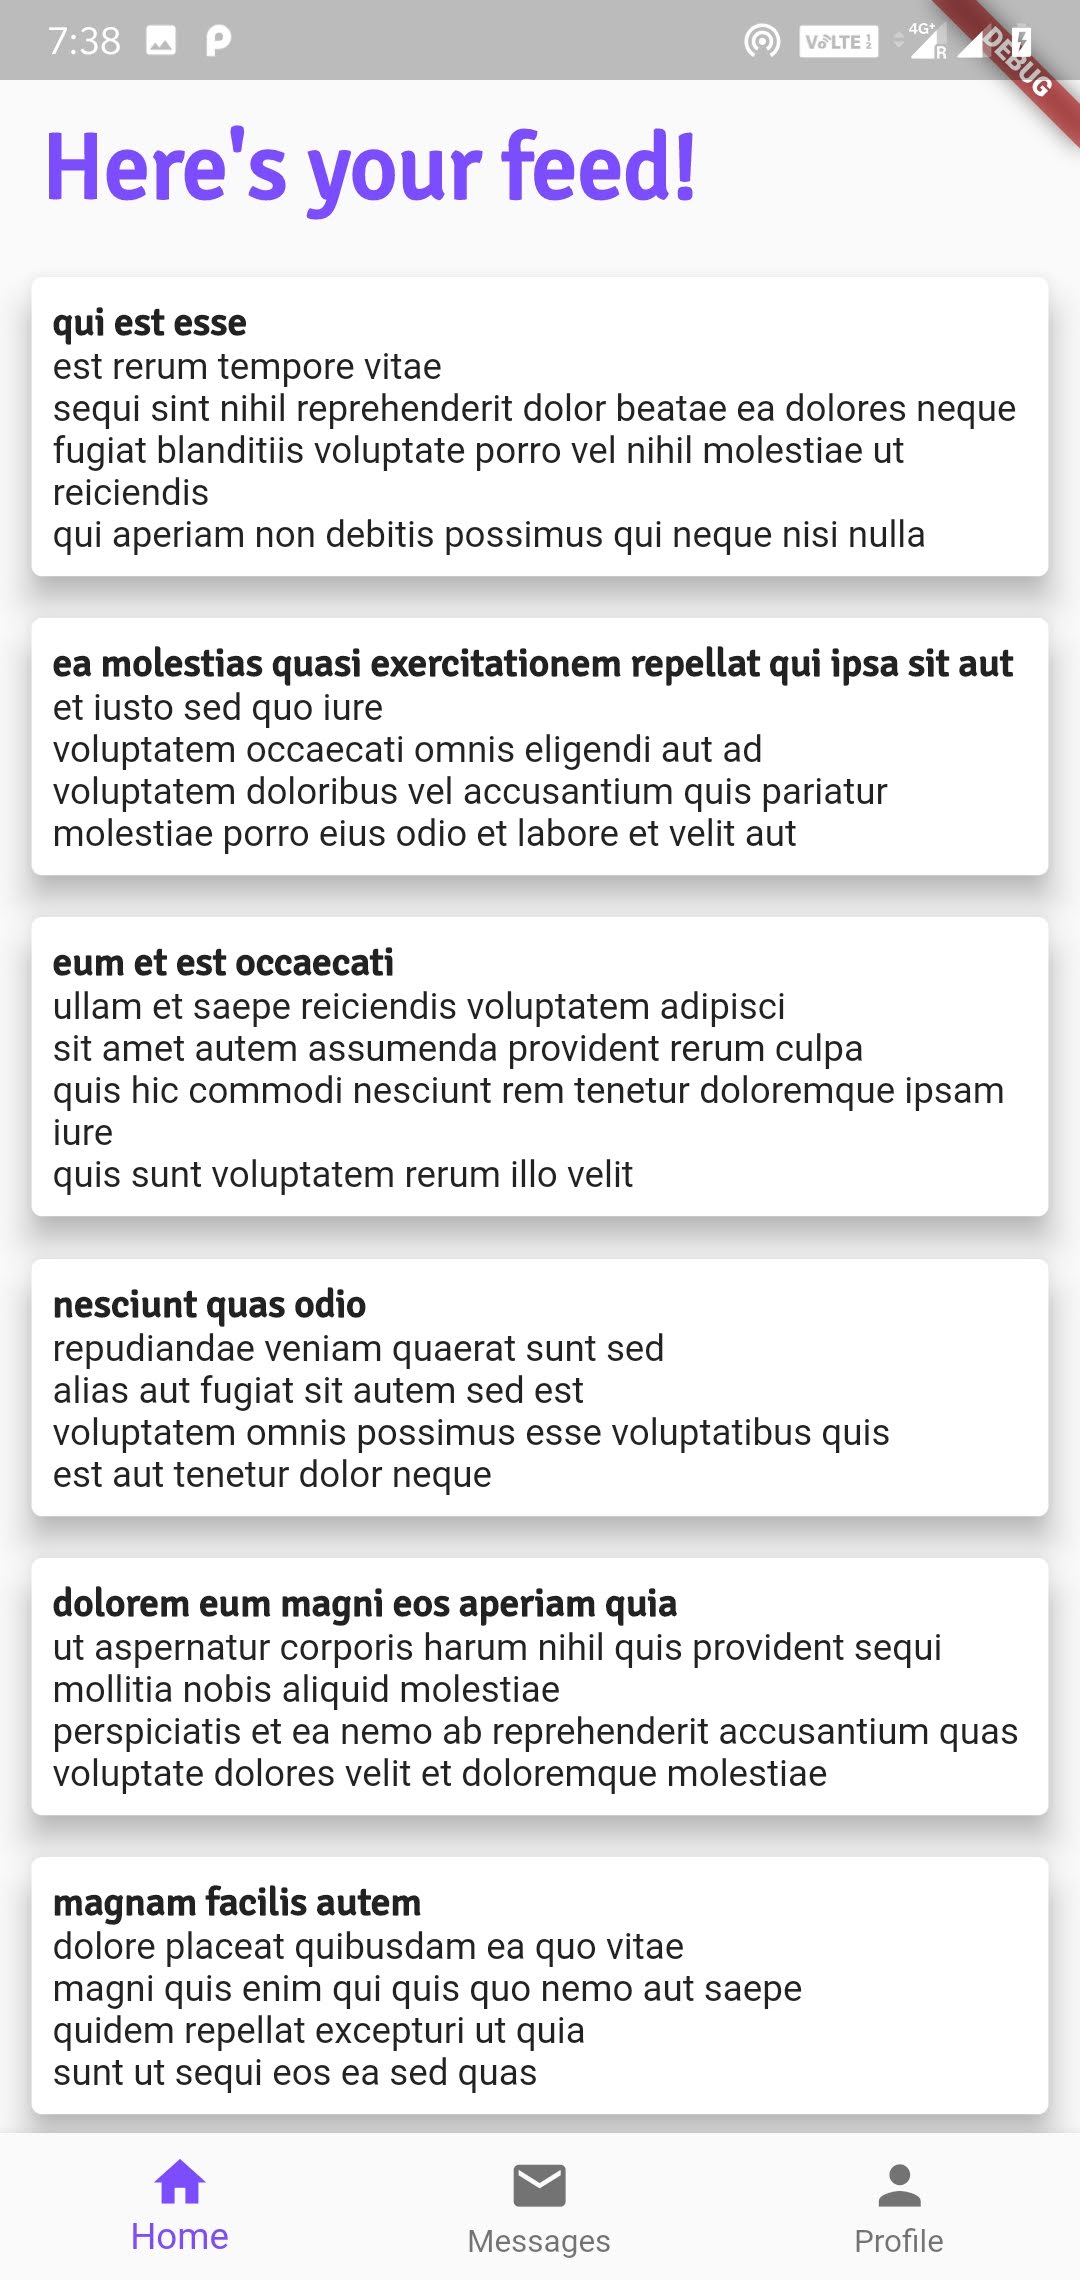 7:38
VoLTE 1 2
4G+
R
DEBUG
Here's your feed!
qui est esse
est rerum tempore vitae
sequi sint nihil reprehenderit dolor beatae ea dolores neque
fugiat blanditiis voluptate porro vel nihil molestiae ut
reiciendis
qui aperiam non debitis possimus qui neque nisi nulla
ea molestias quasi exercitationem repellat qui ipsa sit aut
et iusto sed quo iure
voluptatem occaecati omnis eligendi aut ad
voluptatem doloribus vel accusantium quis pariatur
molestiae porro eius odio et labore et velit aut
eum et est occaecati
ullam et saepe reiciendis voluptatem adipisci
sit amet autem assumenda provident rerum culpa
quis hic commodi nesciunt rem tenetur doloremque ipsam
iure
quis sunt voluptatem rerum illo velit
nesciunt quas odio
repudiandae veniam quaerat sunt sed
alias aut fugiat sit autem sed est
voluptatem omnis possimus esse voluptatibus quis
est aut tenetur dolor neque
dolorem eum magni eos aperiam quia
ut aspernatur corporis harum nihil quis provident sequi
mollitia nobis aliquid molestiae
perspiciatis et ea nemo ab reprehenderit accusantium quas
voluptate dolores velit et doloremque molestiae
magnam facilis autem
dolore placeat quibusdam ea quo vitae
magni quis enim qui quis quo nemo aut saepe
quidem repellat excepturi ut quia
sunt ut sequi eos ea sed quas
Home
Messages
Profile